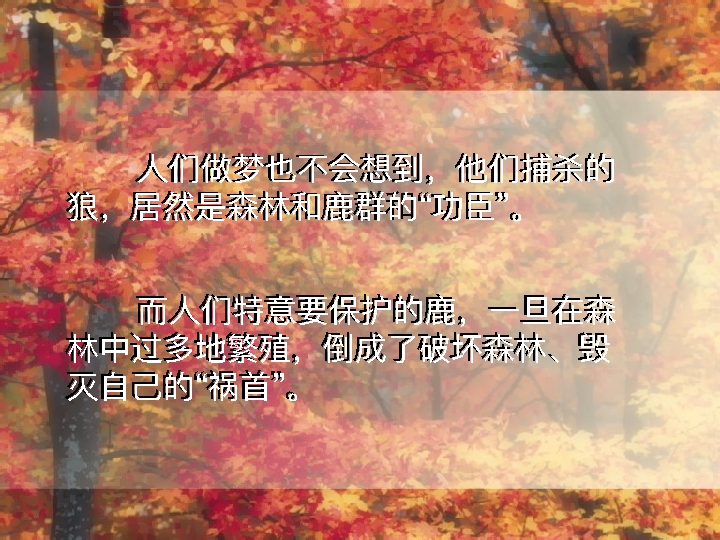 人们做梦也不会想到，他们捕杀的
狼，居然是森林和鹿群的“功臣”。
而人们特意要保护的鹿，一旦在森
林中过多地繁殖，倒成了破坏森林、毁
灭自己的“祸首”。